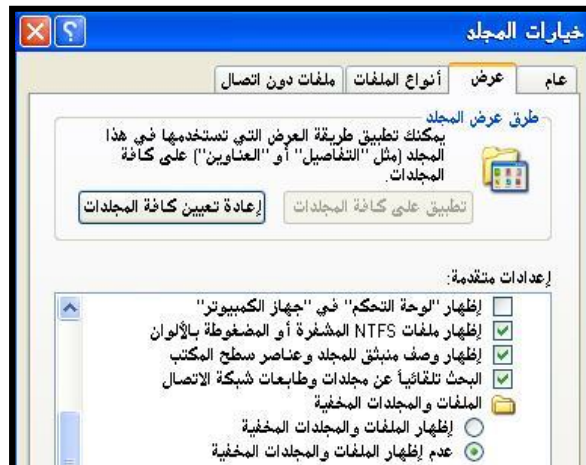 خيارات المجلد
عام
عرض
أنواع الملفات
ملفات دون اتصال
طرق عرض المجلد
يمكنك تطبيق طريقة العرض التي تستخدمها في هذا
المجلد (مثل "التفاصيل" أو "العناوين") على كافة
المجلدات.
تطبيق على كافة المجلدات
إعادة تعيين كافة المجلدات
إعدادات متقدمة:
إظهار "لوحة التحكم" في "جهاز الكمبيوتر"
إظهار ملفات NTFS المشفرة أو المضغوطة بالألوان
إظهار وصف منبثق للمجلد وعناصر سطح المكتب
البحث تلقائياً عن مجلدات وطابعات شبكة الاتصال
الملفات والمجلدات المخفية
إظهار الملفات والمجلدات المخفية
عدم إظهار الملفات والمجلدات المخفية